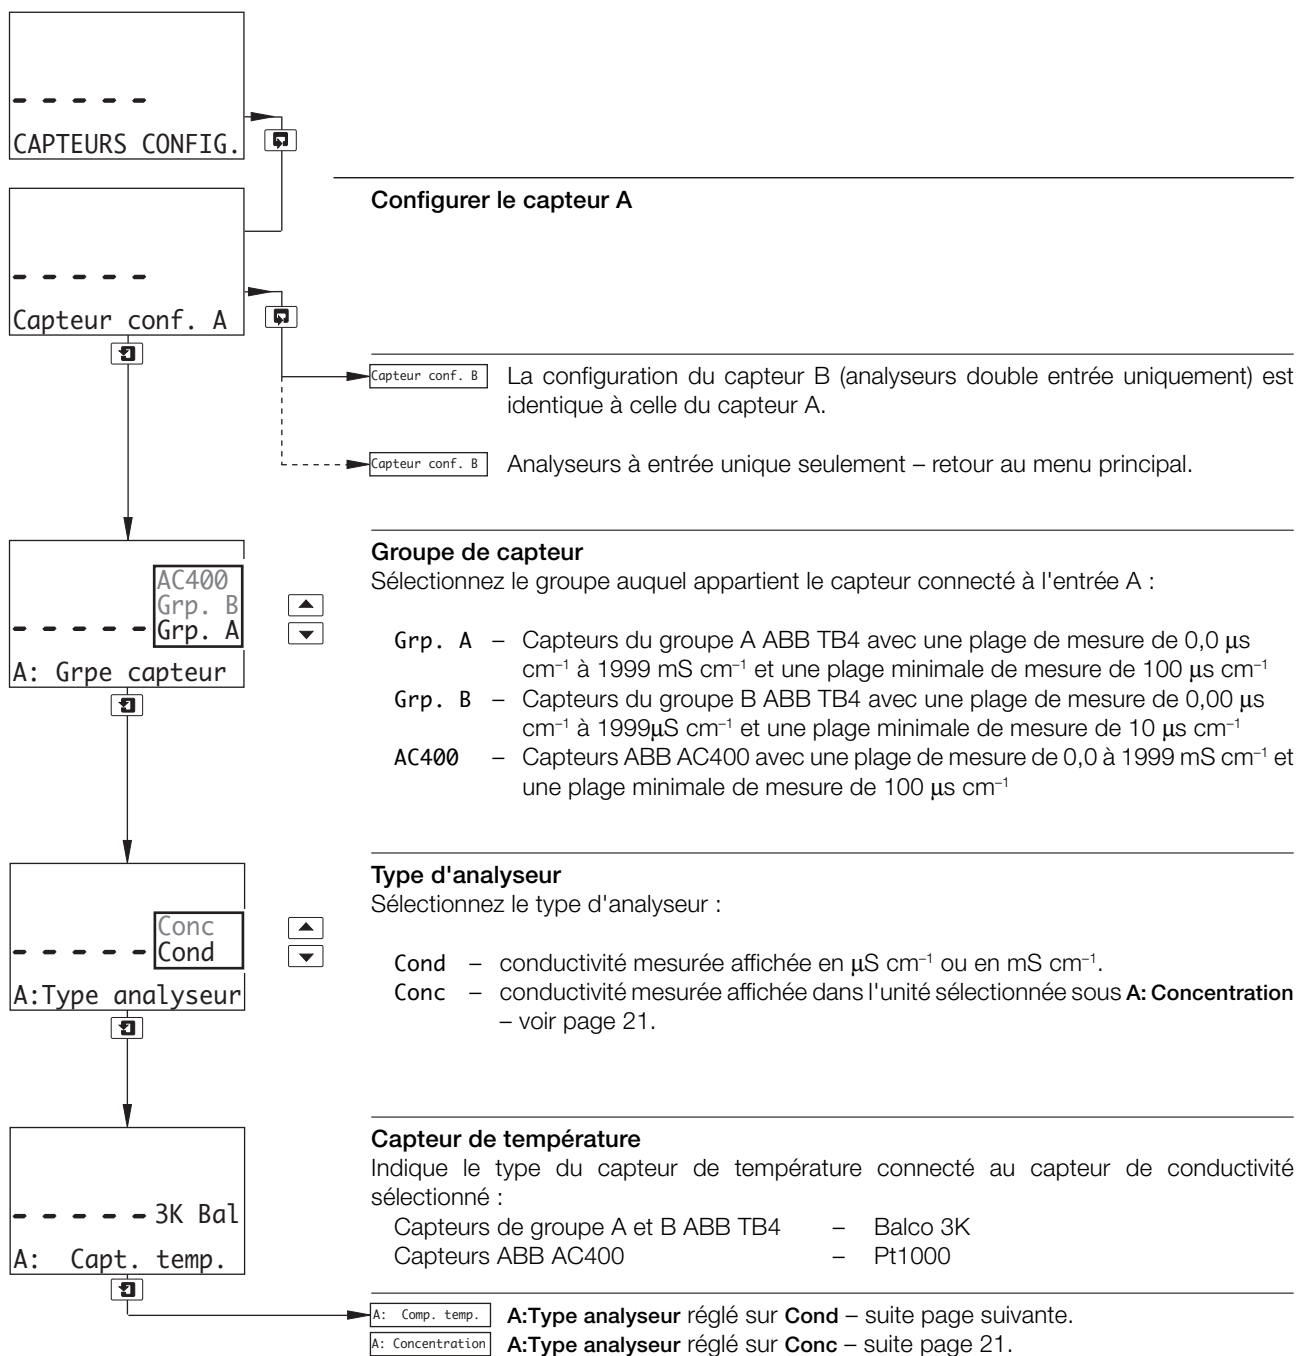 - - - - -
CAPTEURS CONFIG.
Configurer le capteur A
- - - - -
Capteur conf. A
Capteur conf. B
La configuration du capteur B (analyseurs double entrée uniquement) est
identique à celle du capteur A.
Capteur conf. B
Analyseurs à entrée unique seulement – retour au menu principal.
Groupe de capteur
Sélectionnez le groupe auquel appartient le capteur connecté à l'entrée A :
AC400
Grp. B
- - - - - Grp. A
A: Grpe capteur
Grp. A – Capteurs du groupe A ABB TB4 avec une plage de mesure de 0,0 µs
cm–1 à 1999 mS cm–1 et une plage minimale de mesure de 100 µs cm–1
Grp. B – Capteurs du groupe B ABB TB4 avec une plage de mesure de 0,00 µs
cm–1 à 1999µS cm–1 et une plage minimale de mesure de 10 µs cm–1
AC400 – Capteurs ABB AC400 avec une plage de mesure de 0,0 à 1999 mS cm–1 et
une plage minimale de mesure de 100 µs cm–1
Type d'analyseur
Sélectionnez le type d'analyseur :
Conc
- - - - - Cond
A:Type analyseur
Cond – conductivité mesurée affichée en µS cm–1 ou en mS cm–1.
Conc – conductivité mesurée affichée dans l'unité sélectionnée sous A: Concentration
– voir page 21.
Capteur de température
Indique le type du capteur de température connecté au capteur de conductivité
sélectionné :
- - - - - 3K Bal
A: Capt. temp.
Capteurs de groupe A et B ABB TB4 – Balco 3K
Capteurs ABB AC400 – Pt1000
A: Comp. temp.
A:Type analyseur réglé sur Cond – suite page suivante.
A: Concentration
A:Type analyseur réglé sur Conc – suite page 21.